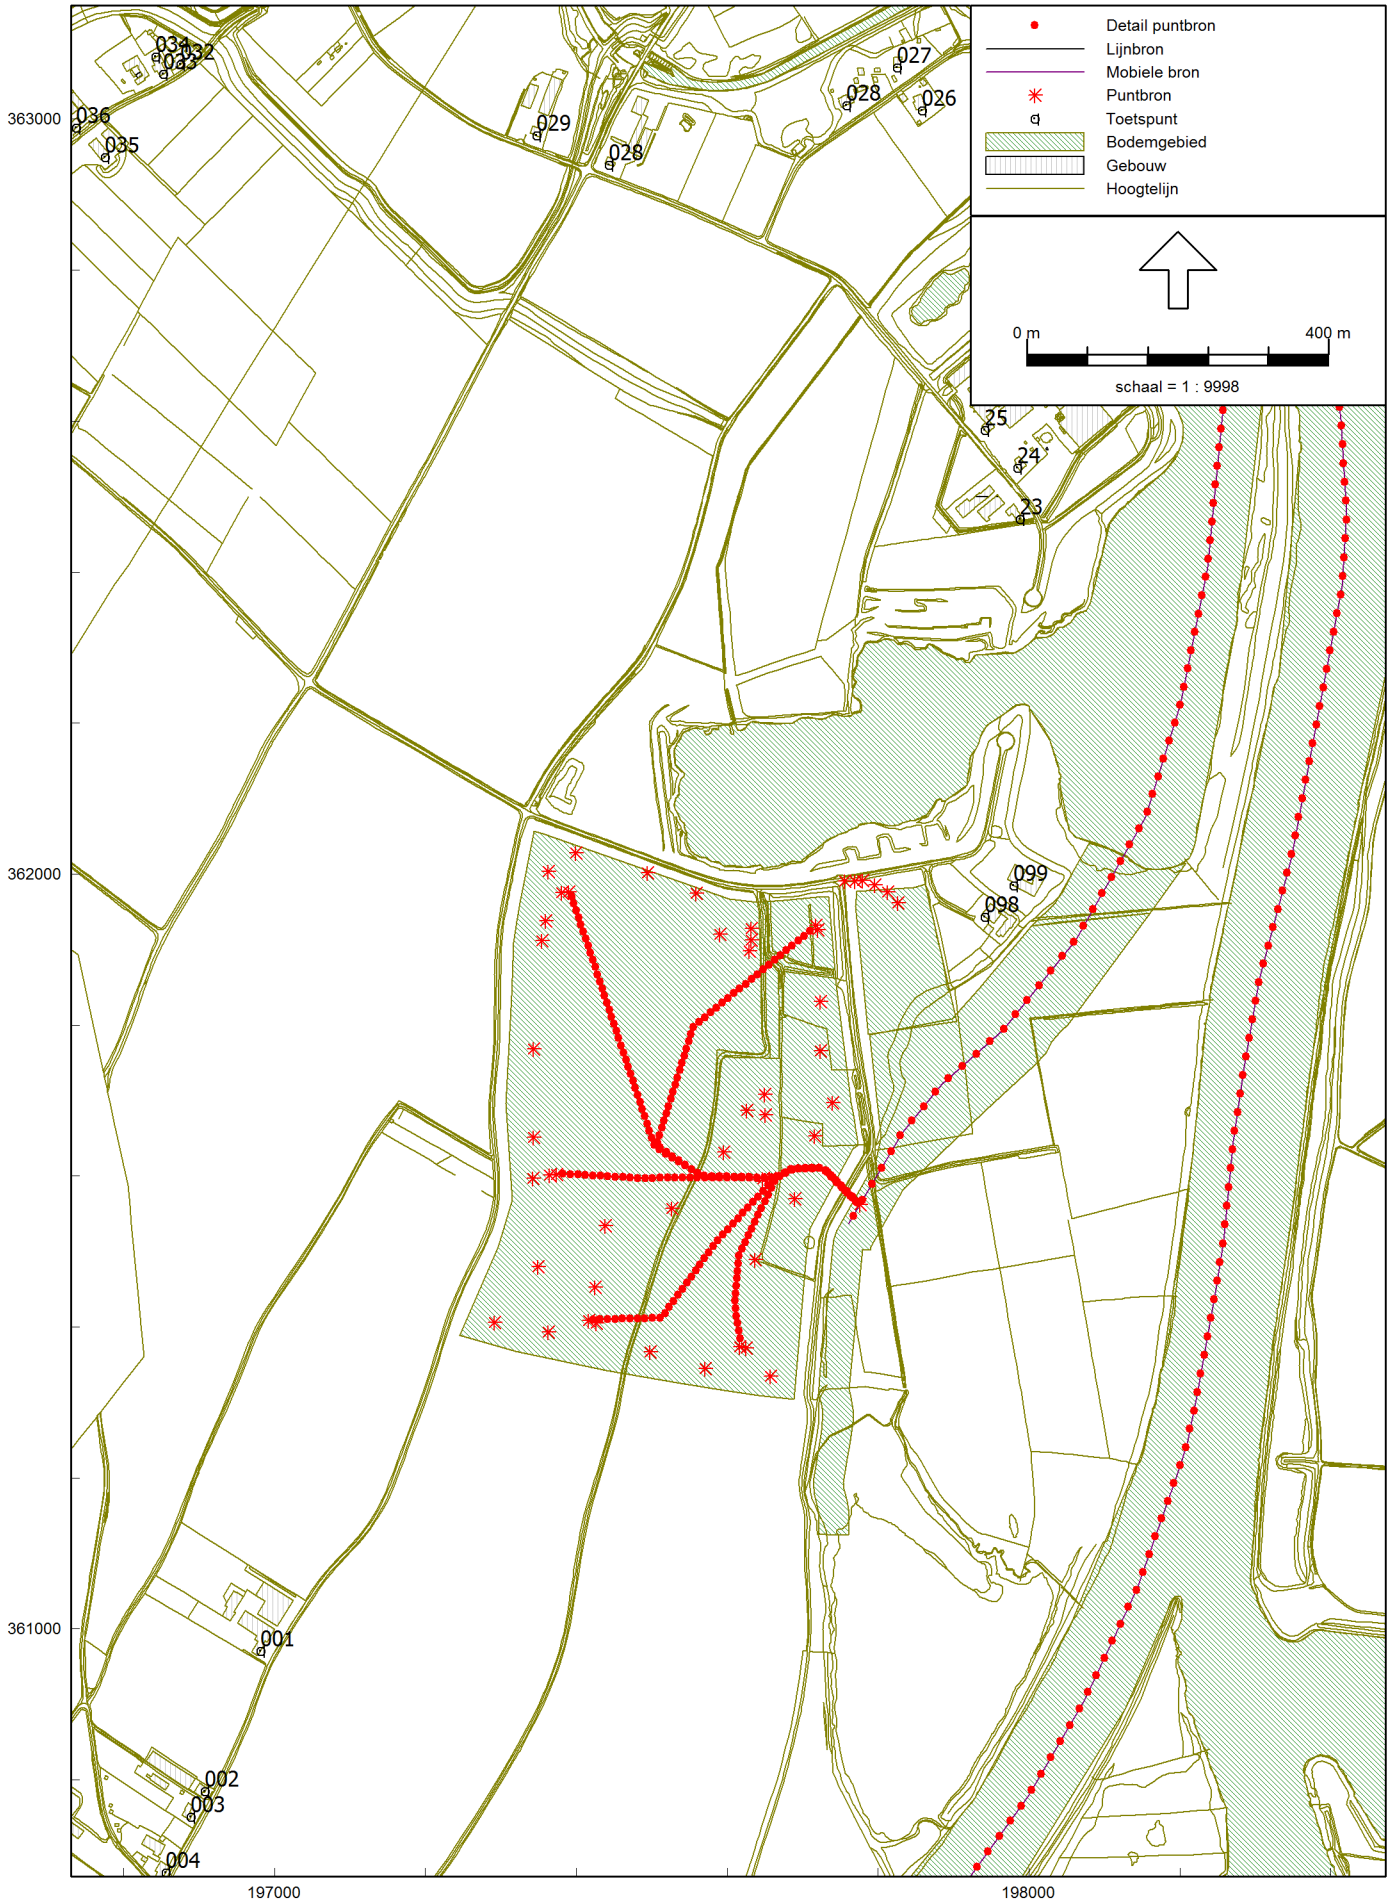 Detail puntbron
Lijnbron
Mobiele bron
Puntbron
Toetspunt
Bodemgebied
Gebouw
Hoogtelijn
0 m 400 m
schaal = 1 : 9998
034
032
033
036
035
029
028
027
028
026
25
24
23
099
098
001
002
003
004
363000
362000
361000
197000 198000